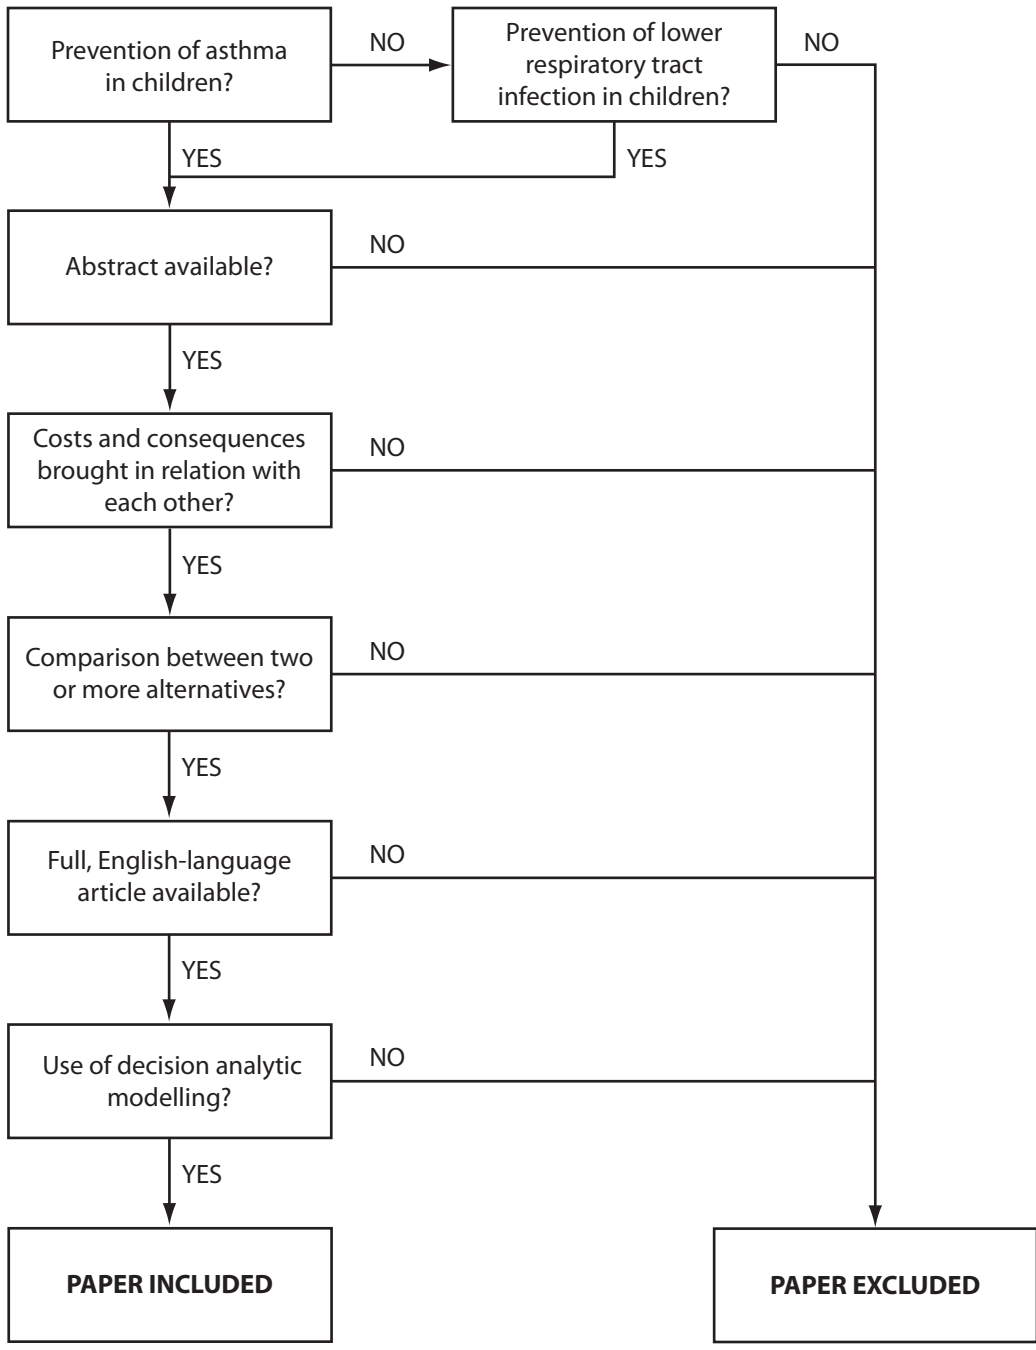 Prevention of asthma
in children?
NO
Prevention of lower
respiratory tract
infection in children?
NO
YES
YES
Abstract available?
NO
YES
Costs and consequences
brought in relation with
each other?
NO
YES
Comparison between two
or more alternatives?
NO
YES
Full, English-language
article available?
NO
YES
Use of decision analytic
modelling?
NO
YES
PAPER INCLUDED
PAPER EXCLUDED